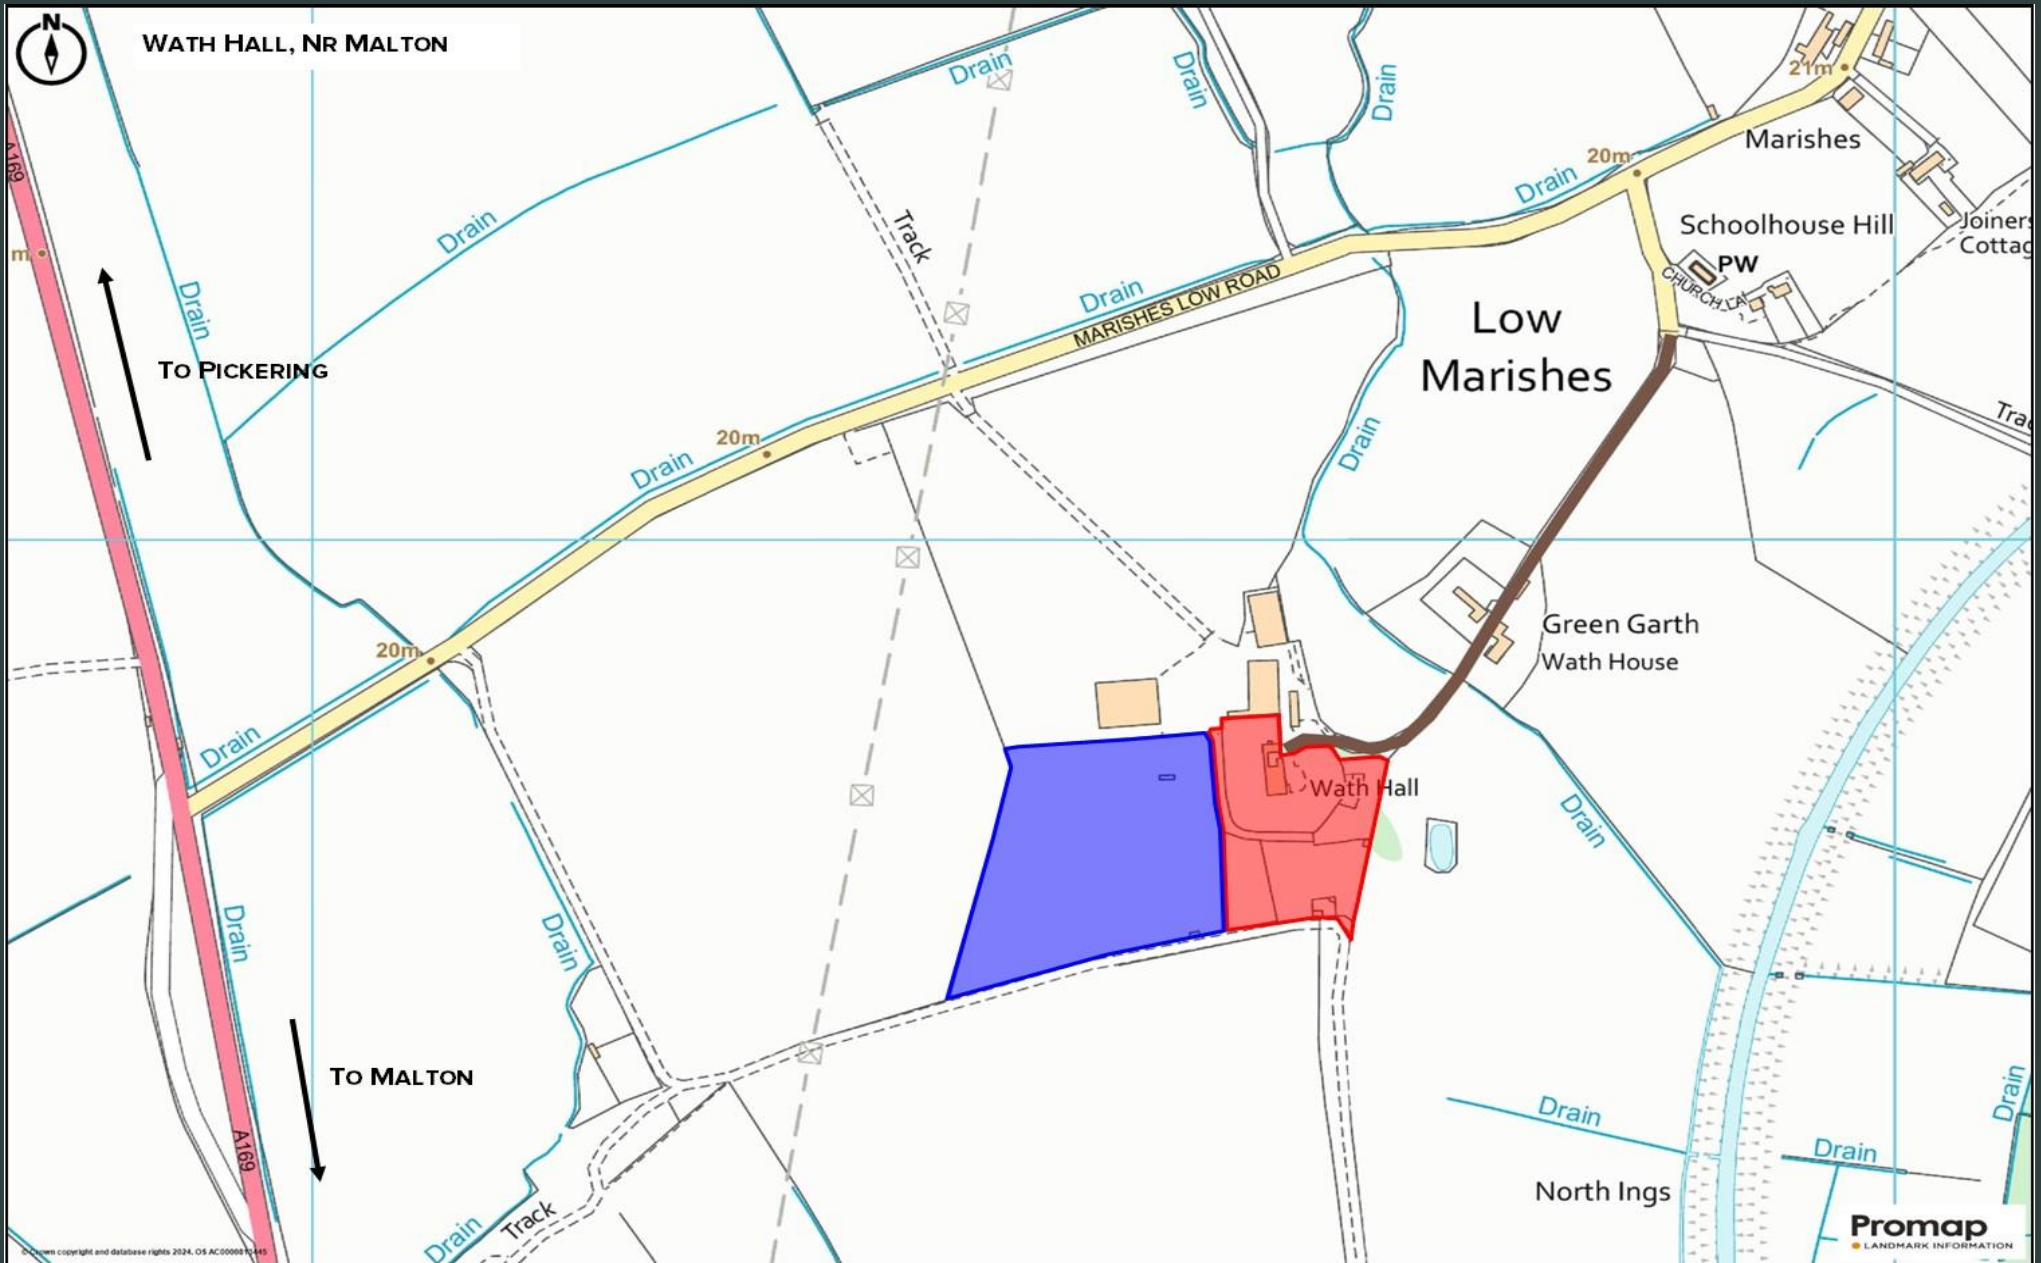 N
WATH HALL, NR MALTON
Drain
Drain
Drain
21m
A169
Marishes
20m
Drain
Drain
Track
Schoolhouse Hill
Joiners
Cottag
m
PW
CHURCH LA
Drain
Drain
MARISHES LOW ROAD
Low
Marishes
TO PICKERING
Trac
20m
Drain
Drain
Green Garth
Wath House
20m
Drain
Wath Hall
Drain
Drain
Drain
TO MALTON
Drain
Drain
Drain
A169
North Ings
Track
Drain
Promap
LANDMARK INFORMATION